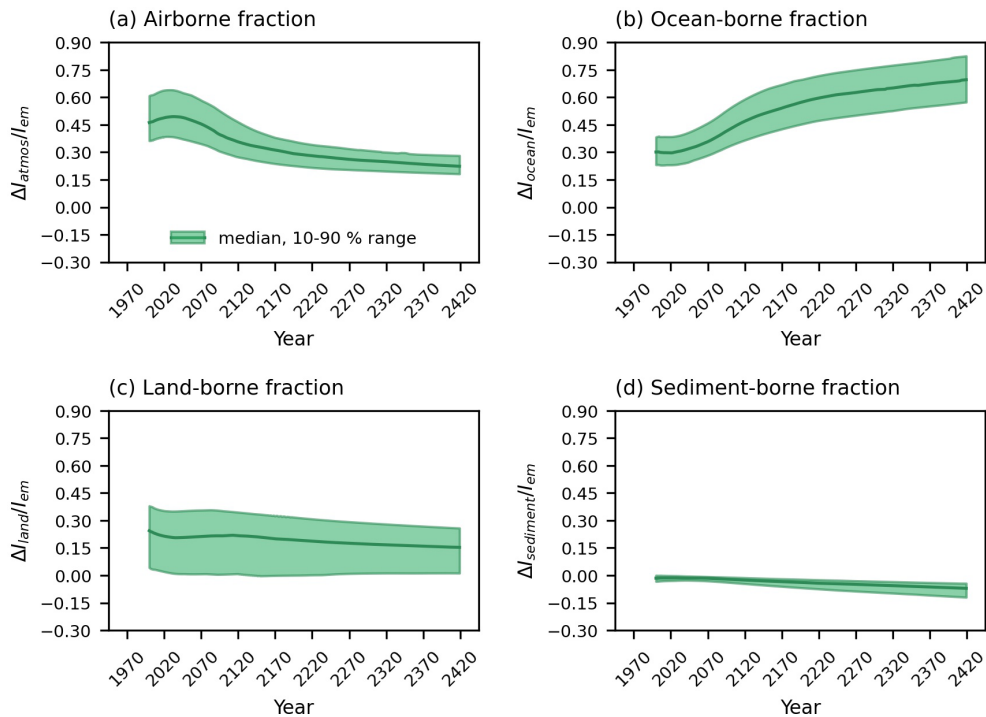 (a) Airborne fraction
0.90
0.75
0.60
0.45
0.30
0.15
0.00
−0.15
−0.30
ΔI_atmos/I_em
median, 10-90 % range
1970 2020 2070 2120 2170 2220 2270 2320 2370 2420
Year
(b) Ocean-borne fraction
0.90
0.75
0.60
0.45
0.30
0.15
0.00
−0.15
−0.30
ΔI_ocean/I_em
1970 2020 2070 2120 2170 2220 2270 2320 2370 2420
Year
(c) Land-borne fraction
0.90
0.75
0.60
0.45
0.30
0.15
0.00
−0.15
−0.30
ΔI_land/I_em
1970 2020 2070 2120 2170 2220 2270 2320 2370 2420
Year
(d) Sediment-borne fraction
0.90
0.75
0.60
0.45
0.30
0.15
0.00
−0.15
−0.30
ΔI_sediment/I_em
1970 2020 2070 2120 2170 2220 2270 2320 2370 2420
Year